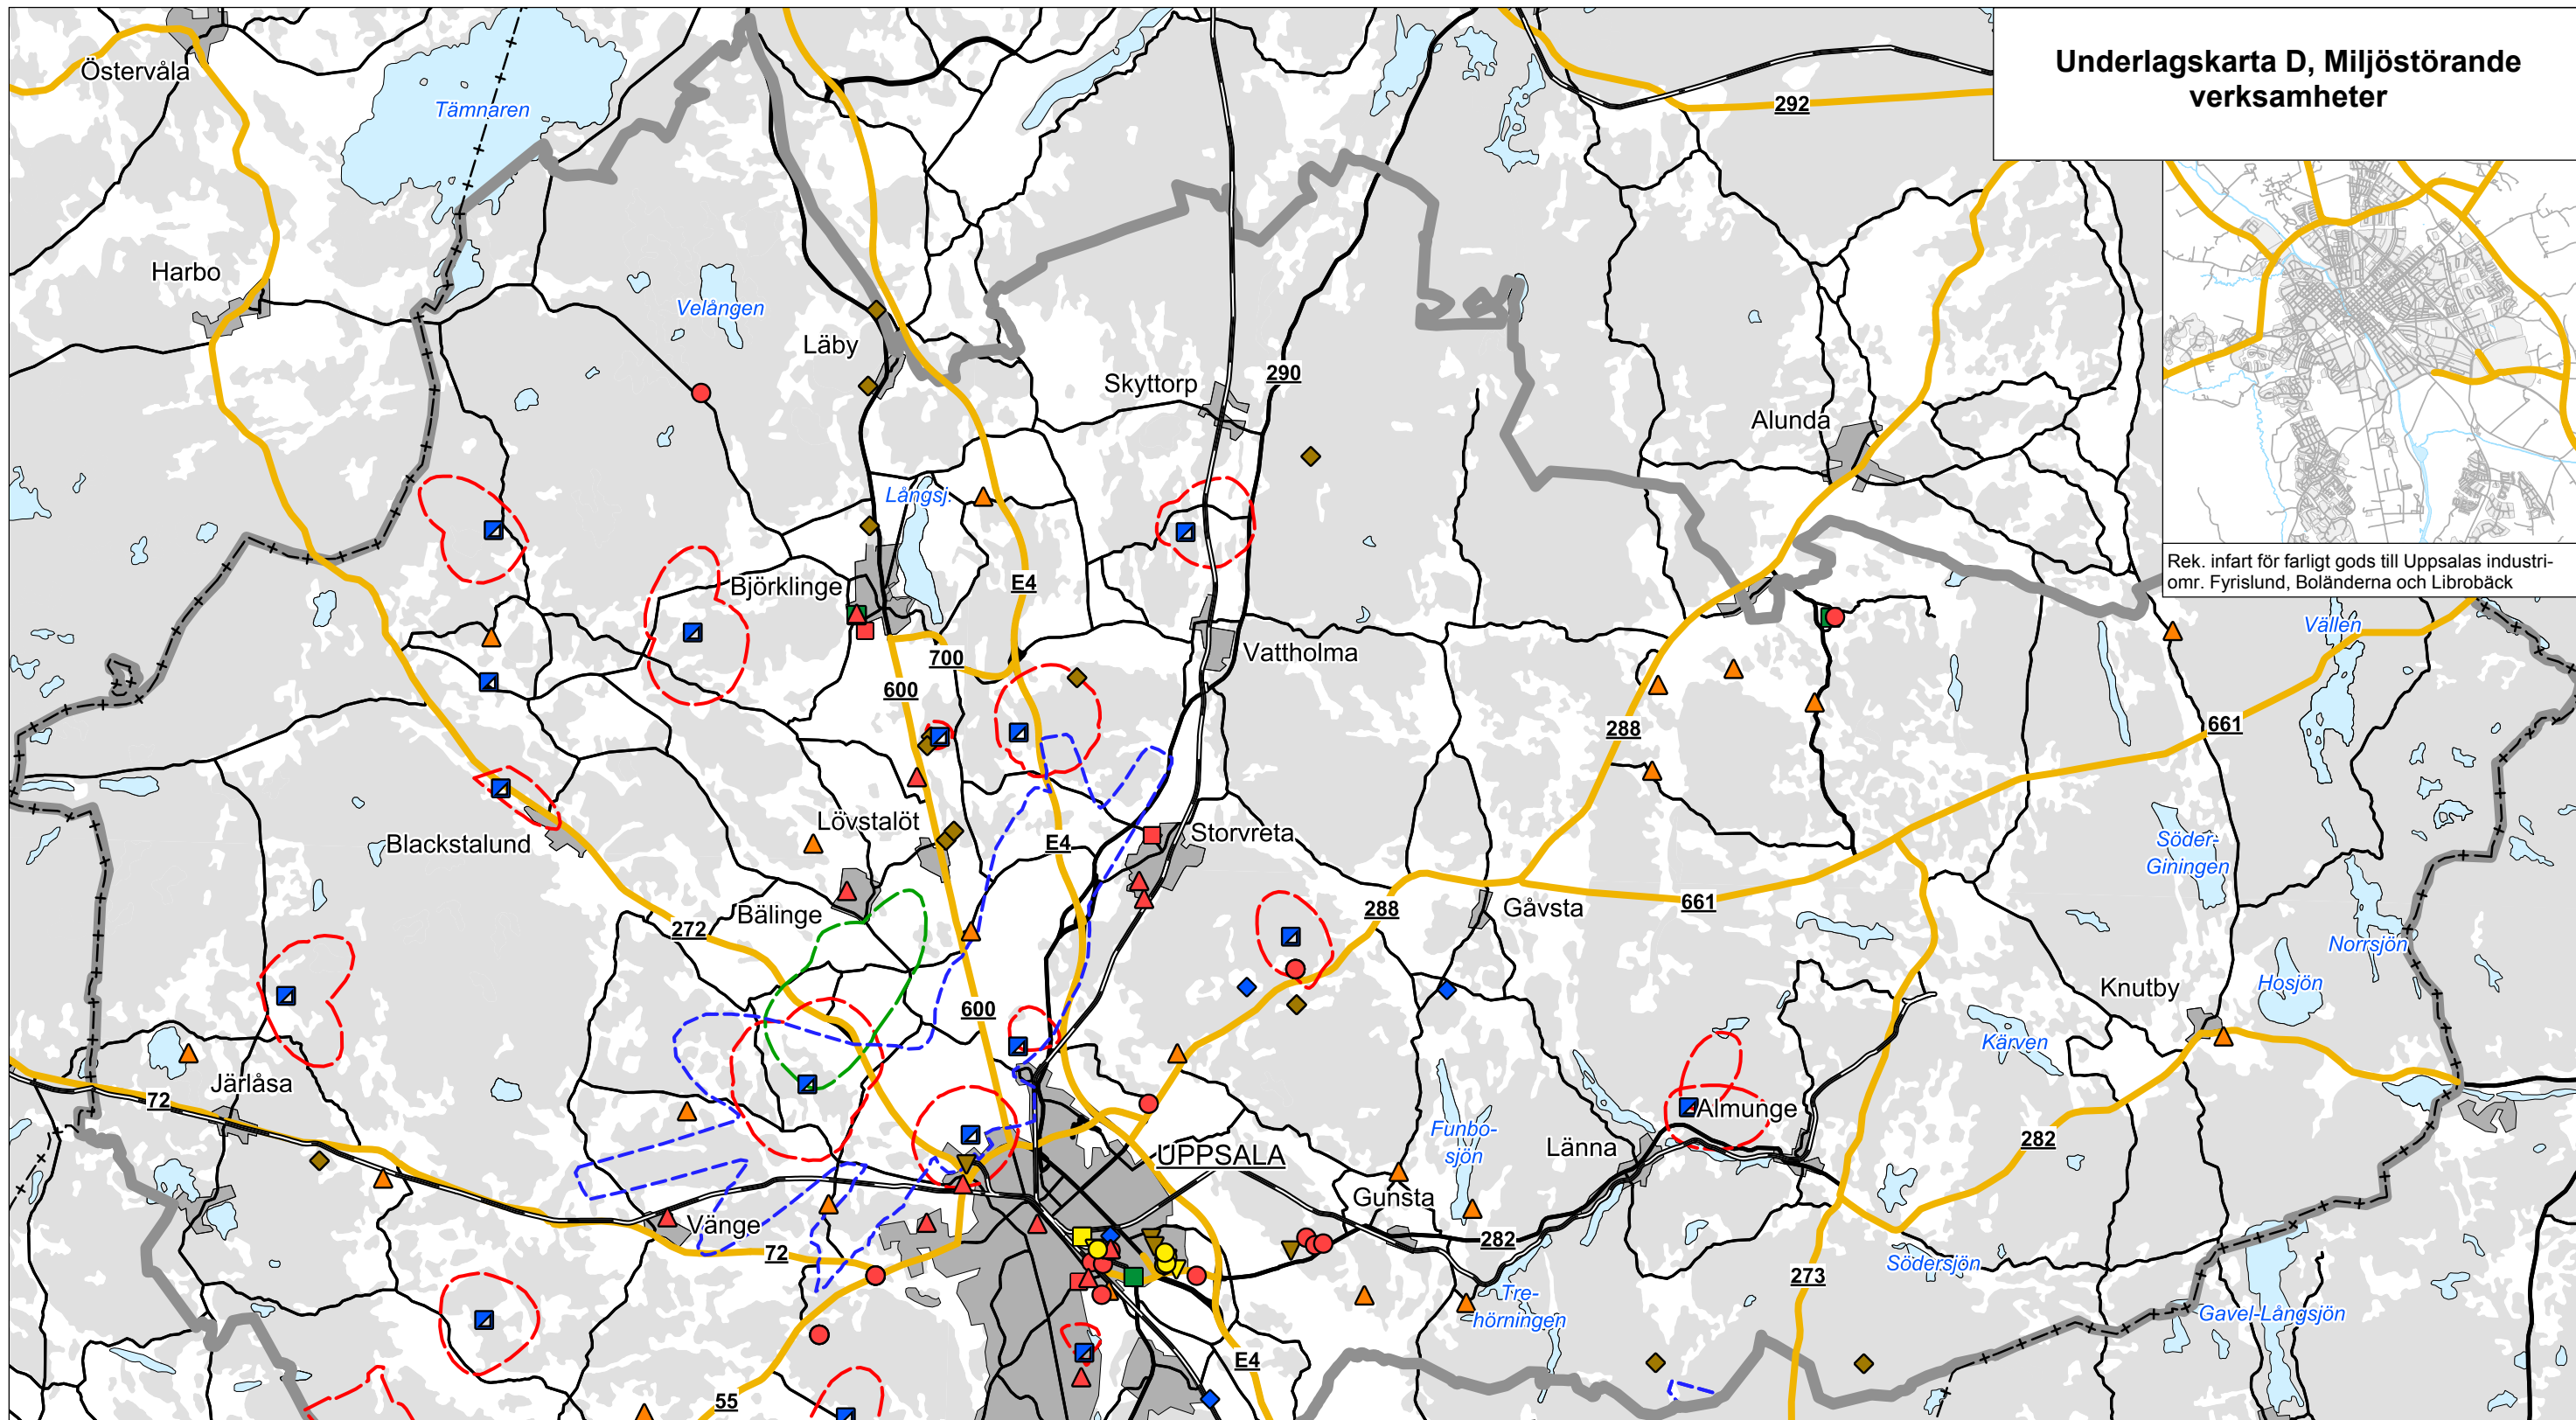 Underlagskarta D, Miljöstörande
verksamheter
Östervåla
Tämnaren
292
Harbo
Velången
Läby
Skyttorp
290
Alunda
Långsj
Rek. infart för farligt gods till Uppsalas industri-
omr. Fyrislund, Boländerna och Librobäck
Björklinge
E4
Vällen
700
Vattholma
600
288
661
Lövstalöt
Blackstalund
E4
Storvreta
Söder-
Giningen
Bälinge
272
288
Gåvsta
661
Norrsjön
Knutby
Hosjön
600
Kärven
Järlåsa
72
Almunge
UPPSALA
Funbo-
sjön
Länna
282
Gunsta
Vänge
72
282
Södersjön
273
Tre-
hörningen
Gavel-Långsjön
E4
55